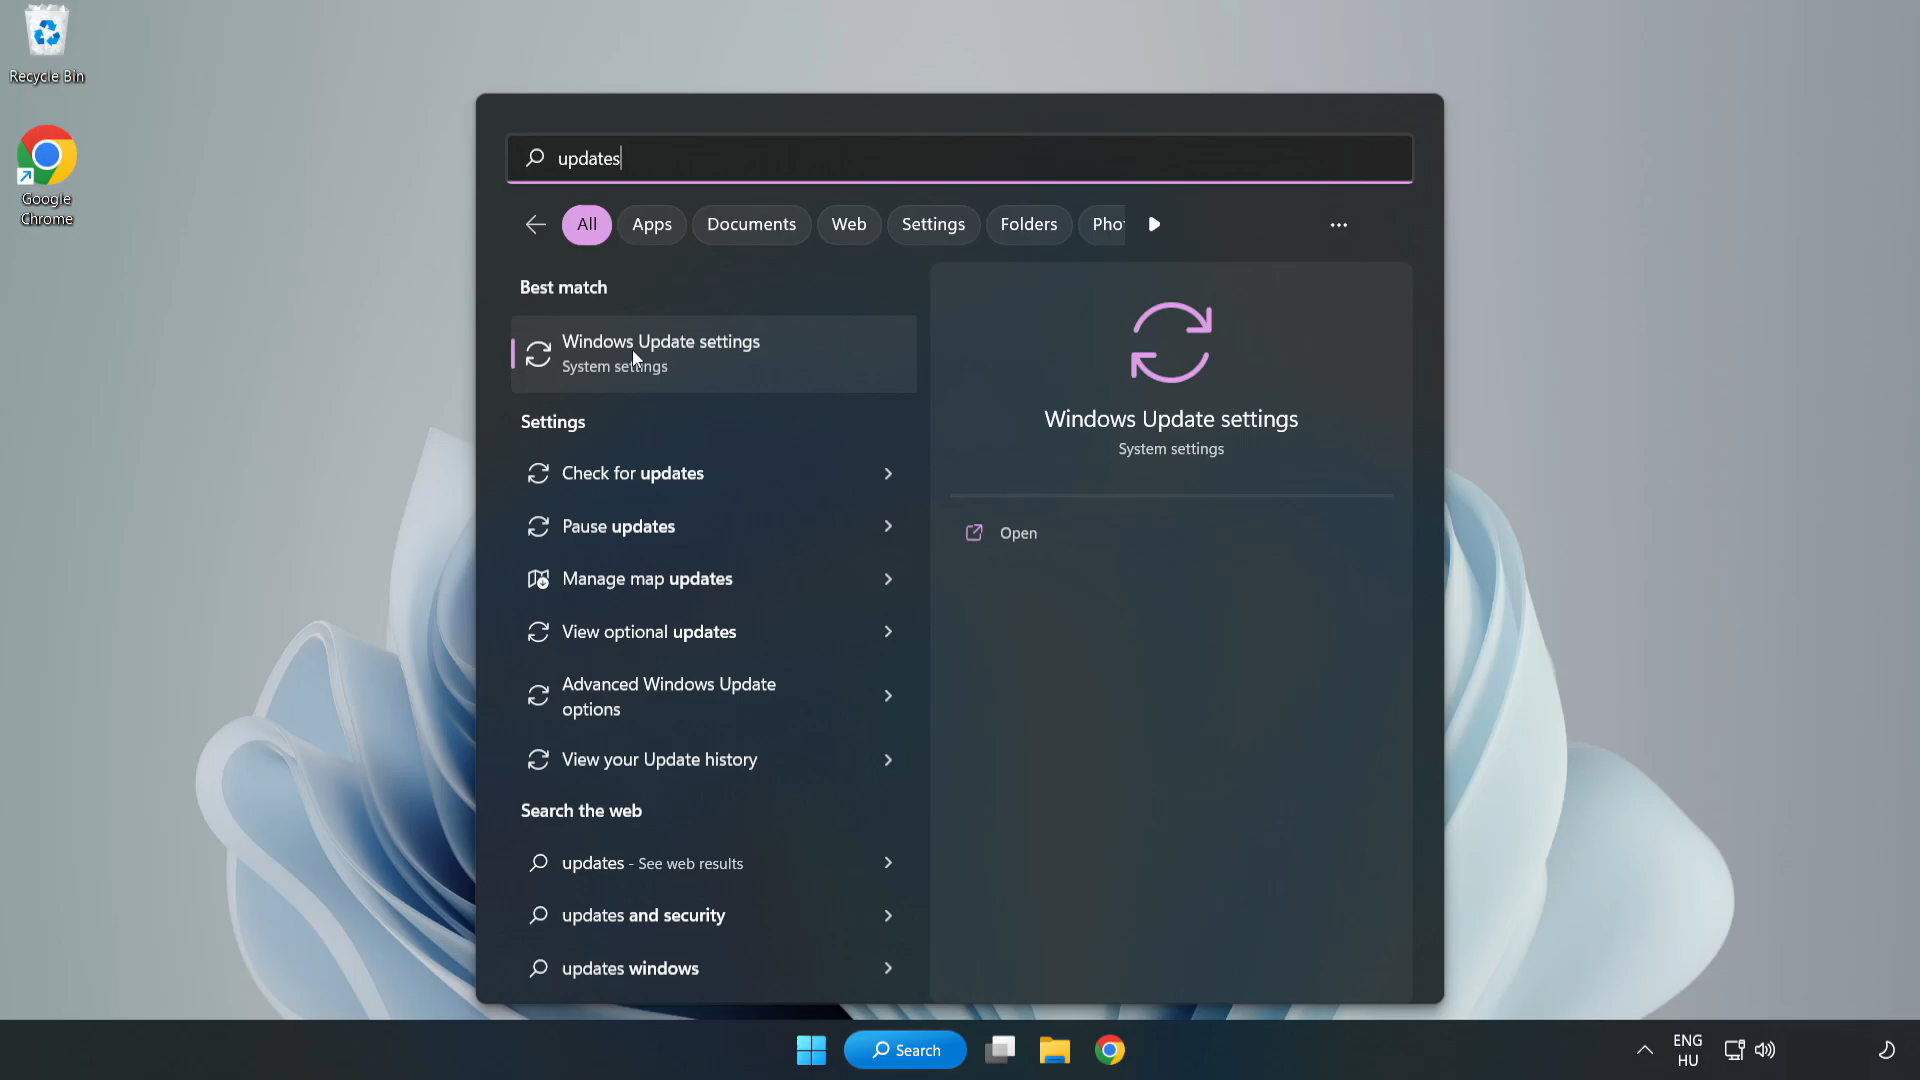 Recycle Bin
Google
Chrome
updates
All
Apps
Documents
Web
Settings
Folders
Phot
Best match
Windows Update settings
System settings
Settings
Check for updates
Pause updates
Manage map updates
View optional updates
Advanced Windows Update
options
View your Update history
Search the web
updates - See web results
updates and security
updates windows
Windows Update settings
System settings
Open
Search
ENG
HU